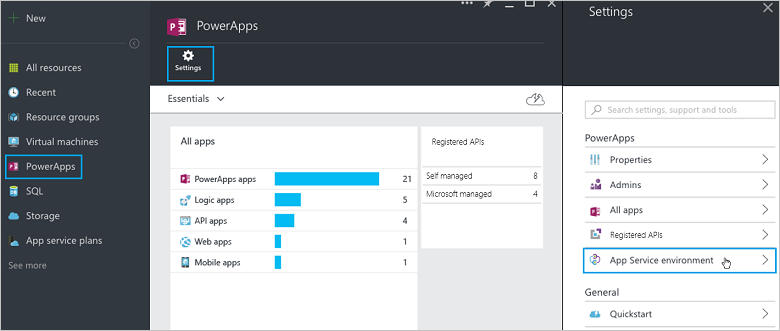 New
All resources
Recent
Resource groups
Virtual machines
PowerApps
SQL
Storage
App service plans
See more
PowerApps
Settings
Essentials
All apps
PowerApps apps 21
Logic apps 5
API apps 4
Web apps 1
Mobile apps 1
Registered APIs
Self managed 8
Microsoft managed 4
Settings
Search settings, support and tools
PowerApps
Properties
Admins
All apps
Registered APIs
App Service environment
General
Quickstart